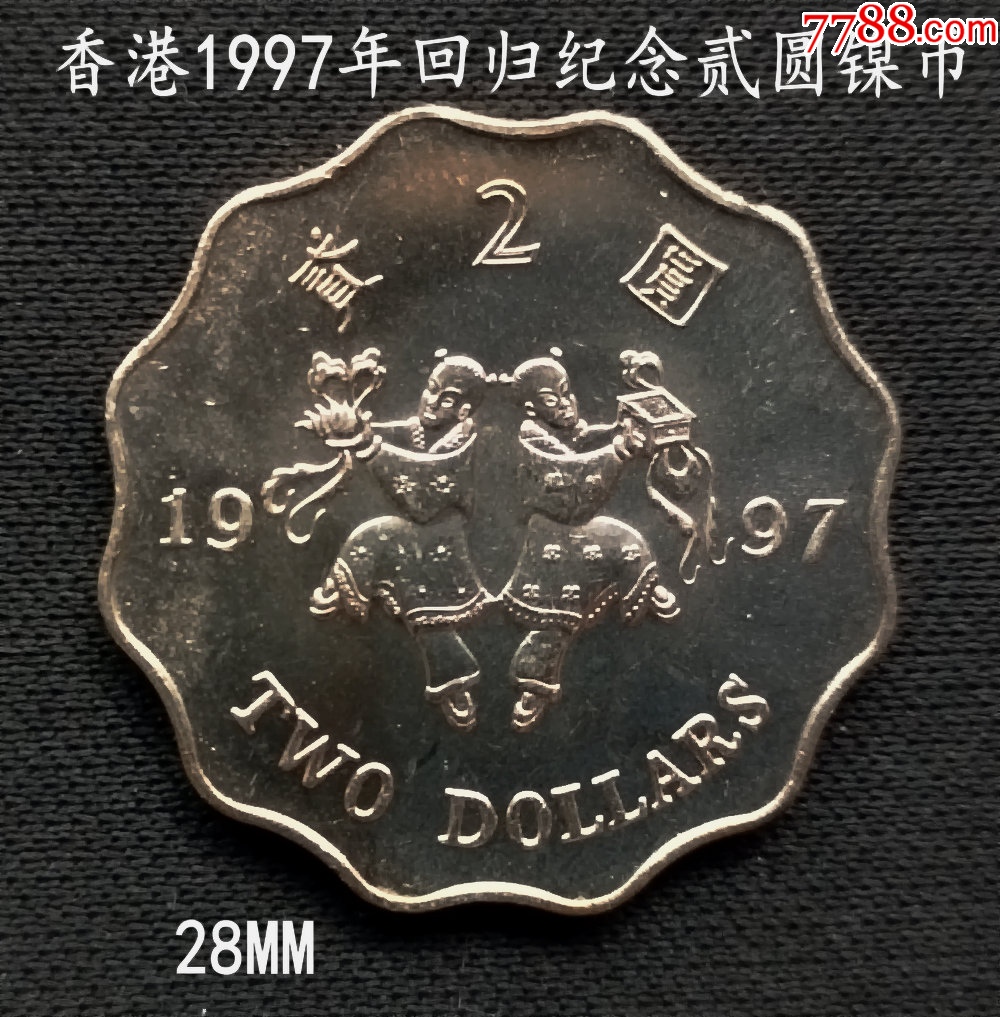 7788.com
香港1997年回归纪念贰圆镍币
貳 2 圓
19 97
TWO DOLLARS
28MM